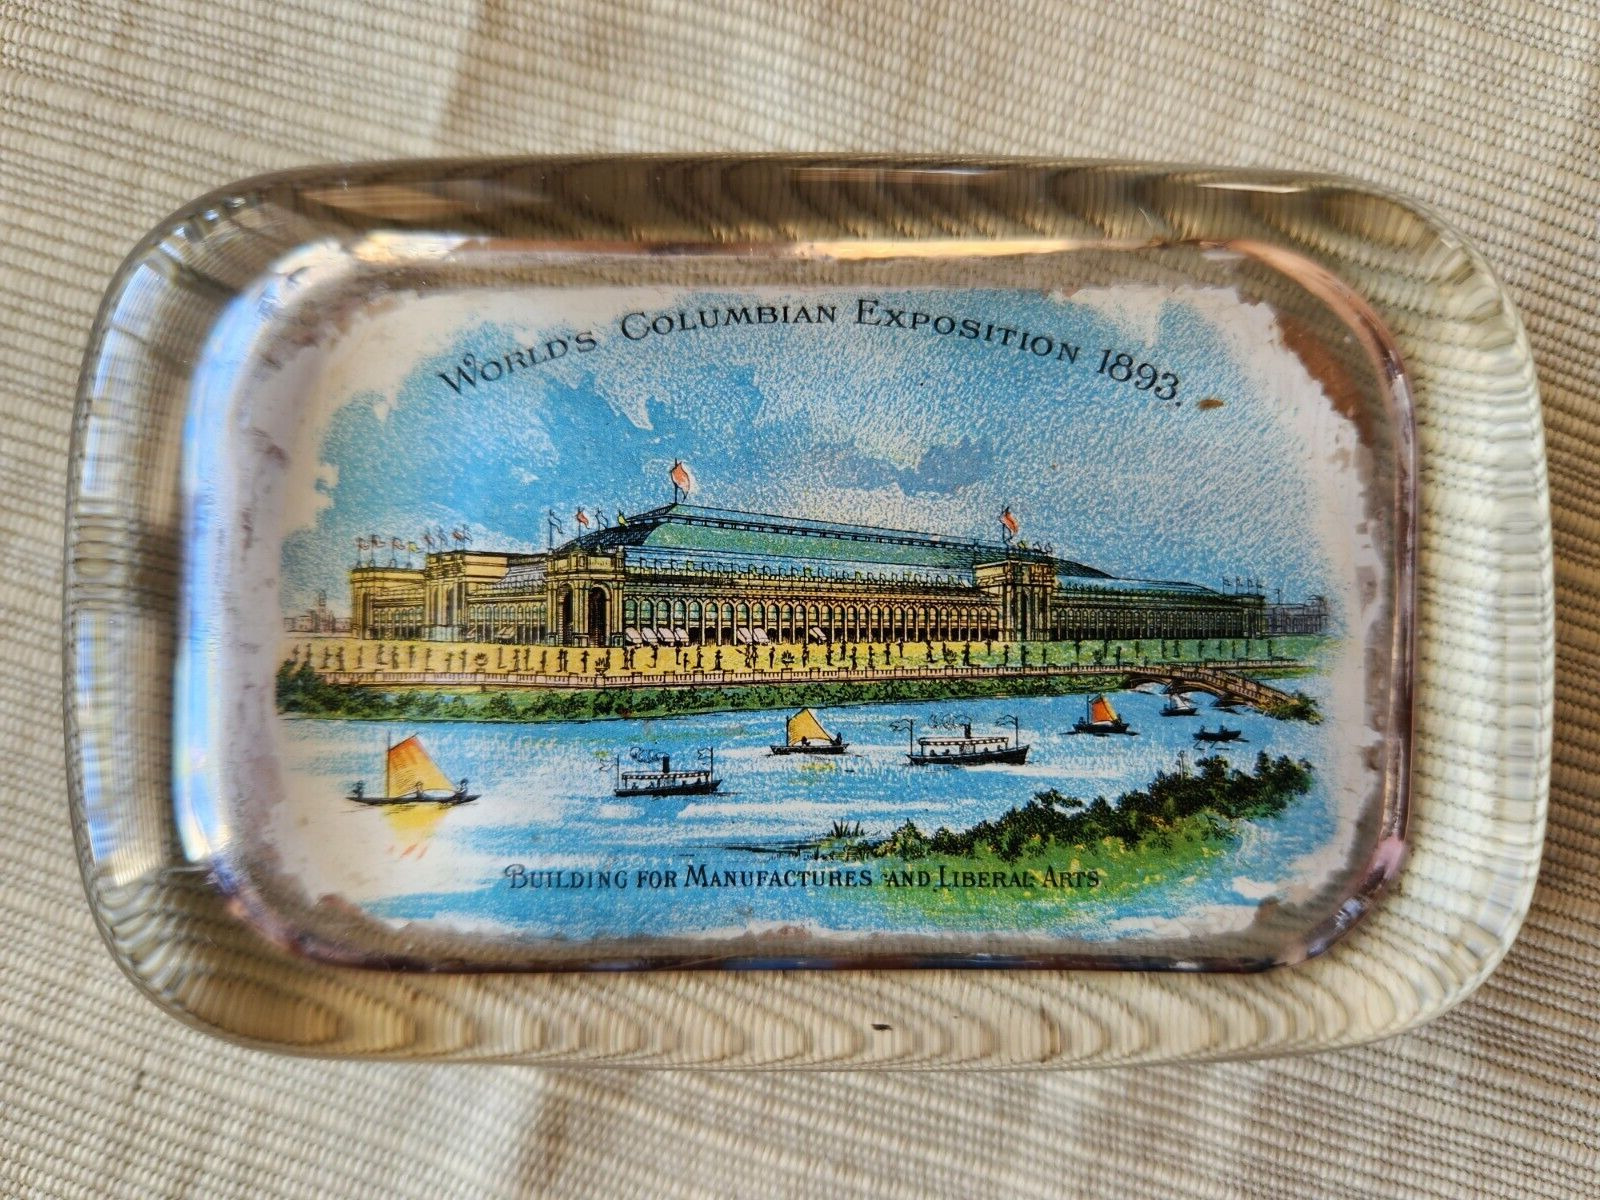 World's Columbian Exposition 1893.
Building for Manufactures and Liberal Arts